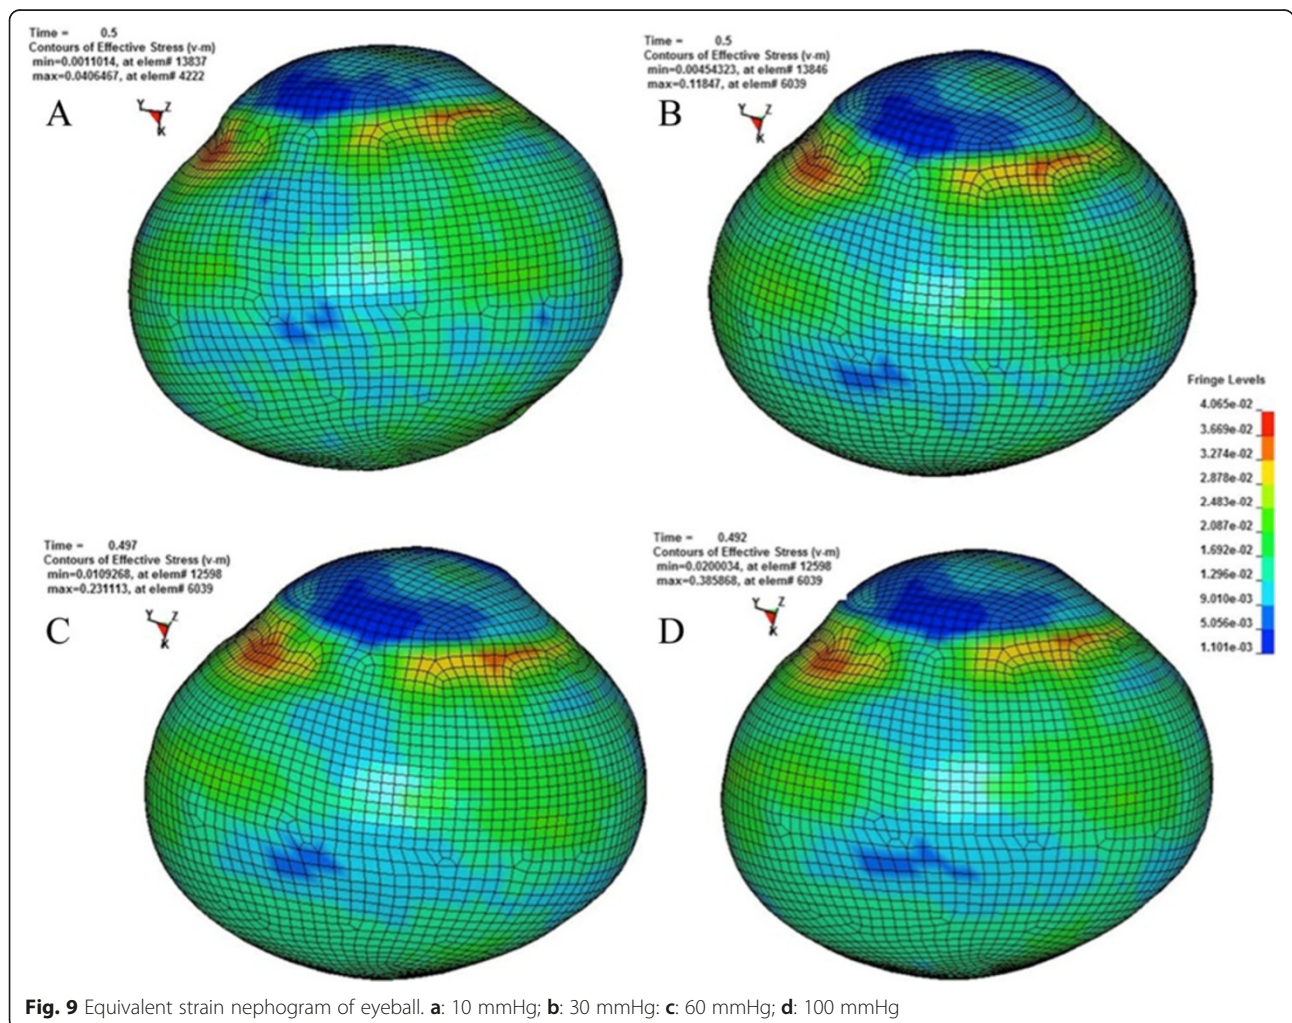 Time = 0.5
Contours of Effective Stress (v-m)
min=0.0011014, at elem# 13837
max=0.0406467, at elem# 4222
Y Z
X
A
Time = 0.5
Contours of Effective Stress (v-m)
min=0.00454323, at elem# 13846
max=0.11847, at elem# 6039
Y Z
X
B
Fringe Levels
4.065e-02
3.669e-02
3.274e-02
2.878e-02
2.483e-02
2.087e-02
1.692e-02
1.296e-02
9.010e-03
5.056e-03
1.101e-03
Time = 0.497
Contours of Effective Stress (v-m)
min=0.0109268, at elem# 12598
max=0.231113, at elem# 6039
Y Z
X
C
Time = 0.492
Contours of Effective Stress (v-m)
min=0.0200034, at elem# 12598
max=0.385868, at elem# 6039
Y Z
X
D
Fig. 9 Equivalent strain nephogram of eyeball. a: 10 mmHg; b: 30 mmHg: c: 60 mmHg; d: 100 mmHg